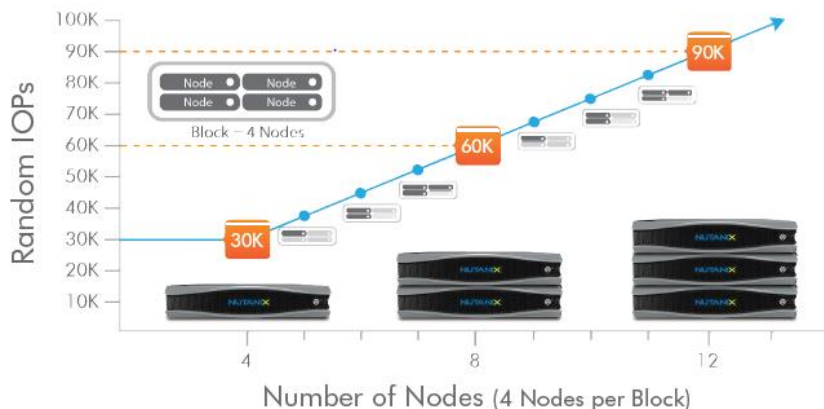 100K
90K
80K
70K
60K
50K
40K
30K
20K
10K
Random IOPs
Node Node
Node Node
Block – 4 Nodes
30K
60K
90K
NUTANIX
NUTANIX
NUTANIX
NUTANIX
NUTANIX
NUTANIX
4 8 12
Number of Nodes (4 Nodes per Block)